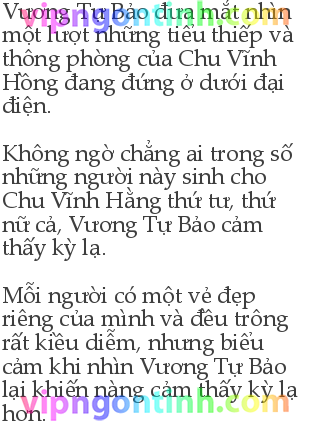 Vương Tự Bảo đưa mắt nhìn
một lượt những tiểu thiếp và
thông phòng của Chu Vĩnh
Hồng đang đứng ở dưới đại
điện.
Không ngờ chẳng ai trong số
những người này sinh cho
Chu Vĩnh Hằng thứ tư, thứ
nữ cả, Vương Tự Bảo cảm
thấy kỳ lạ.
Mỗi người có một vẻ đẹp
riêng của mình và đều trông
rất kiều diễm, nhưng biểu
cảm khi nhìn Vương Tự Bảo
lại khiến nàng cảm thấy kỳ lạ
hơn.
vipngontinh.com
vipngontinh.com